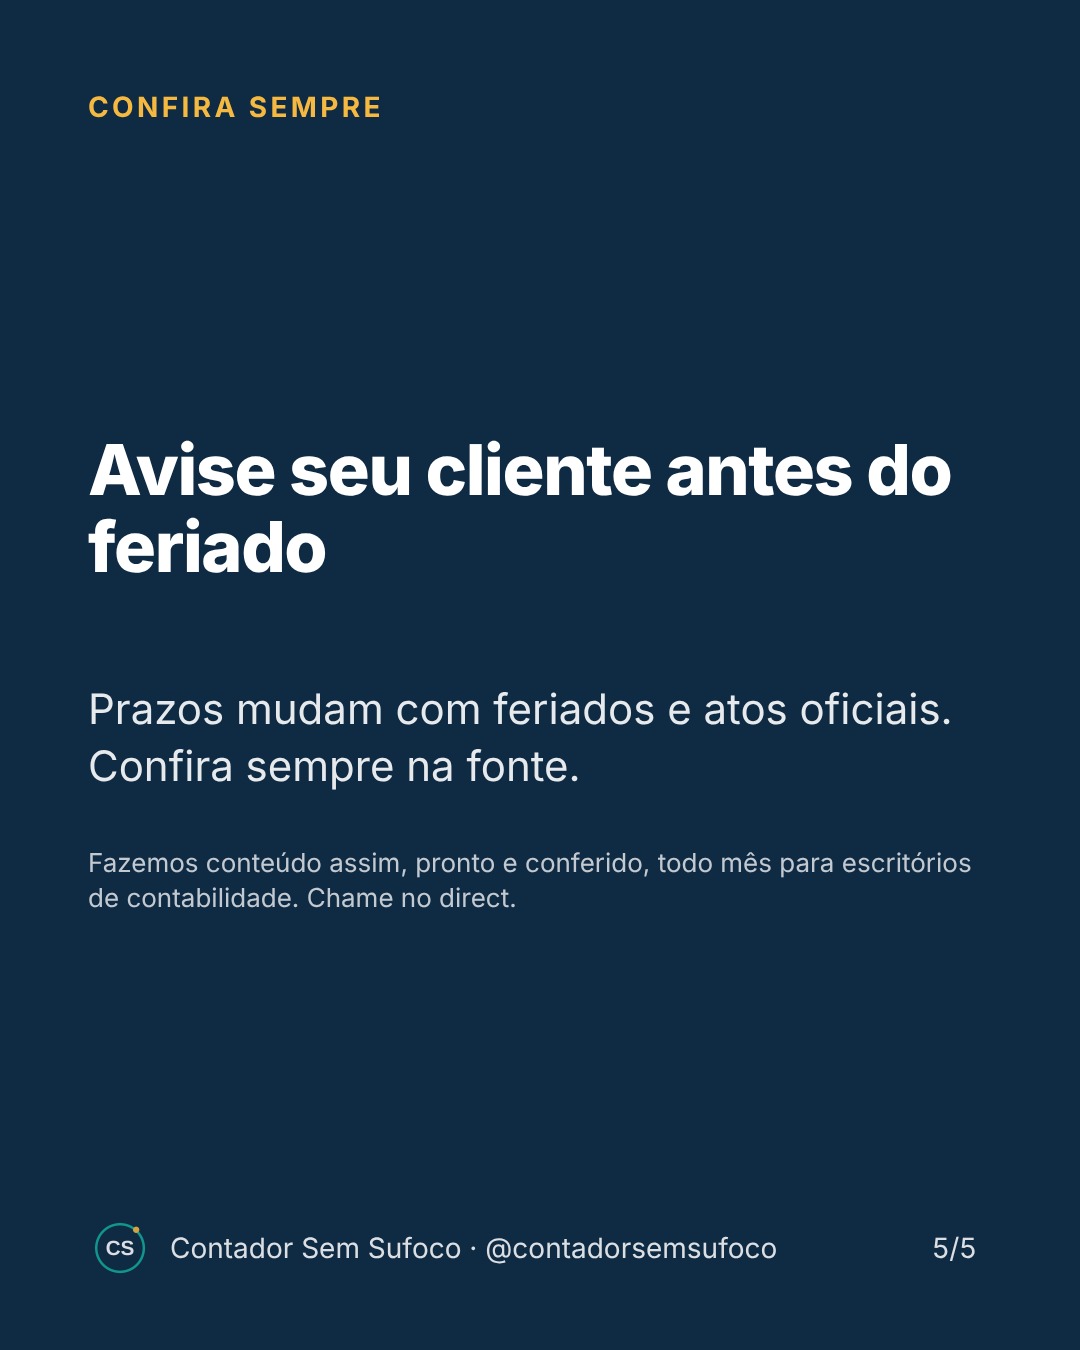 CONFIRA SEMPRE
Avise seu cliente antes do
feriado
Prazos mudam com feriados e atos oficiais.
Confira sempre na fonte.
Fazemos conteúdo assim, pronto e conferido, todo mês para escritórios
de contabilidade. Chame no direct.
CS Contador Sem Sufoco · @contadorsemsufoco 5/5